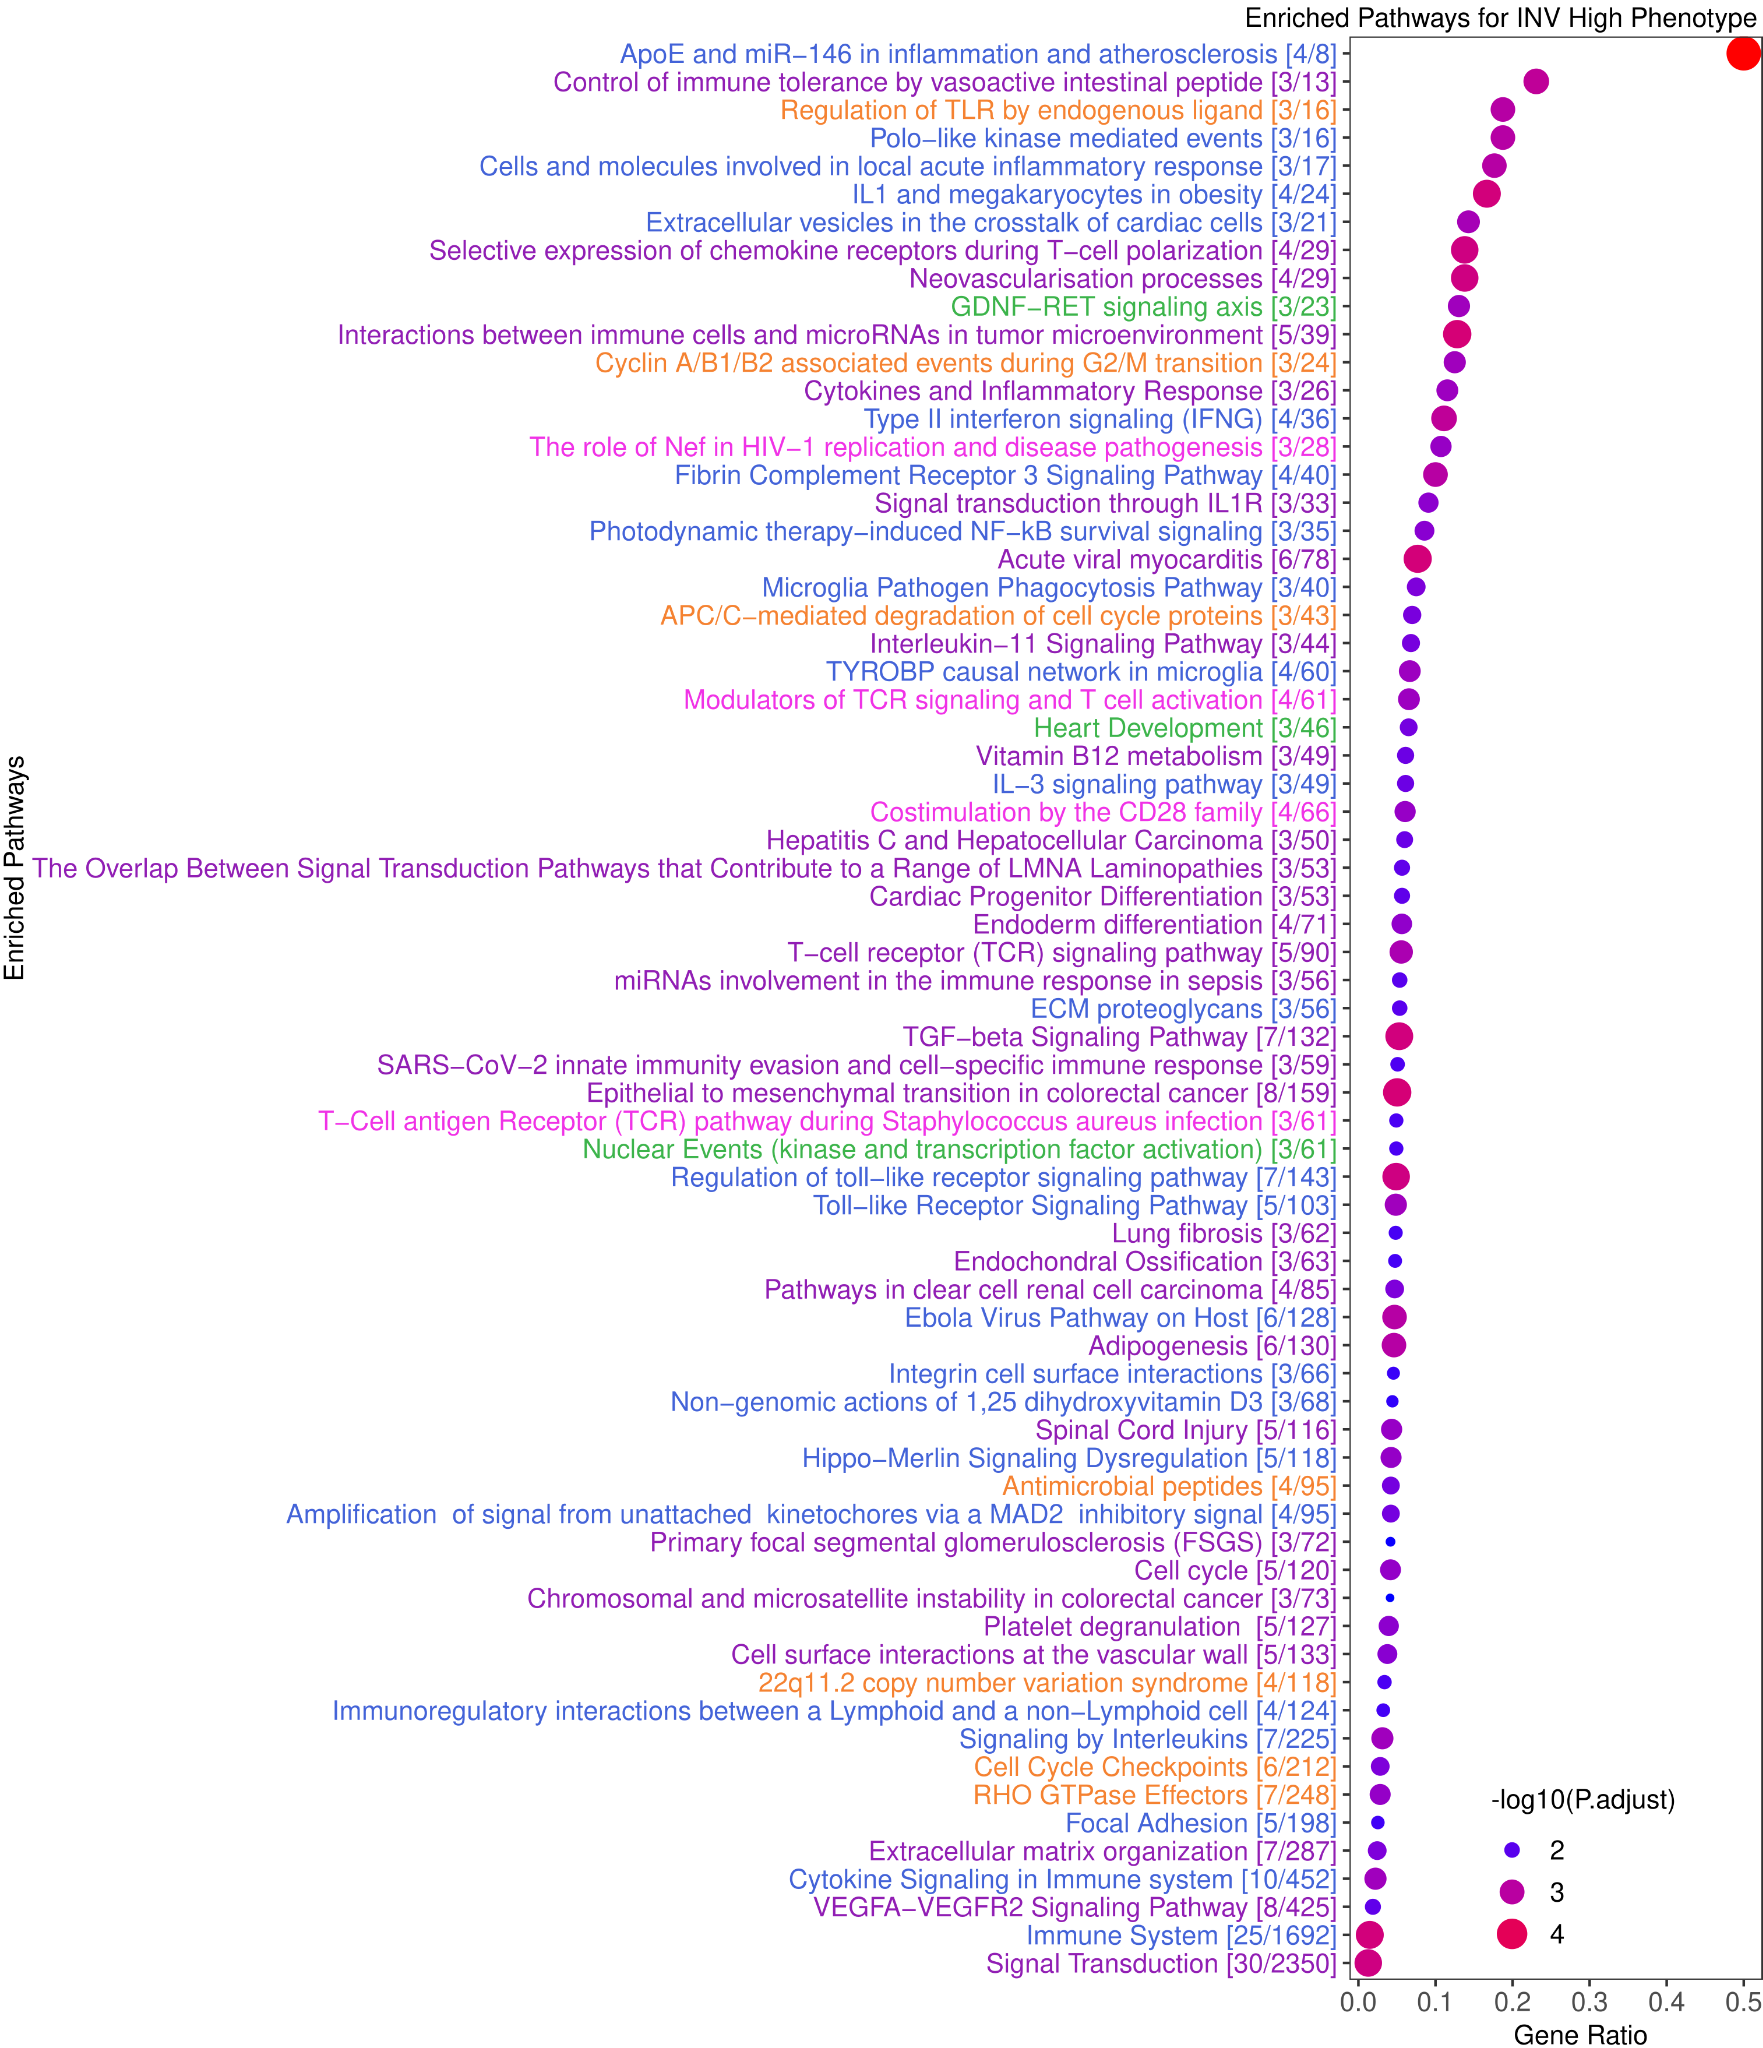 Enriched Pathways for INV High Phenotype
ApoE and miR−146 in inflammation and atherosclerosis [4/8]
Control of immune tolerance by vasoactive intestinal peptide [3/13]
Regulation of TLR by endogenous ligand [3/16]
Polo−like kinase mediated events [3/16]
Cells and molecules involved in local acute inflammatory response [3/17]
IL1 and megakaryocytes in obesity [4/24]
Extracellular vesicles in the crosstalk of cardiac cells [3/21]
Selective expression of chemokine receptors during T−cell polarization [4/29]
Neovascularisation processes [4/29]
GDNF−RET signaling axis [3/23]
Interactions between immune cells and microRNAs in tumor microenvironment [5/39]
Cyclin A/B1/B2 associated events during G2/M transition [3/24]
Cytokines and Inflammatory Response [3/26]
Type II interferon signaling (IFNG) [4/36]
The role of Nef in HIV−1 replication and disease pathogenesis [3/28]
Fibrin Complement Receptor 3 Signaling Pathway [4/40]
Signal transduction through IL1R [3/33]
Photodynamic therapy−induced NF−kB survival signaling [3/35]
Acute viral myocarditis [6/78]
Microglia Pathogen Phagocytosis Pathway [3/40]
APC/C−mediated degradation of cell cycle proteins [3/43]
Interleukin−11 Signaling Pathway [3/44]
TYROBP causal network in microglia [4/60]
Modulators of TCR signaling and T cell activation [4/61]
Heart Development [3/46]
Vitamin B12 metabolism [3/49]
IL−3 signaling pathway [3/49]
Costimulation by the CD28 family [4/66]
Hepatitis C and Hepatocellular Carcinoma [3/50]
The Overlap Between Signal Transduction Pathways that Contribute to a Range of LMNA Laminopathies [3/53]
Cardiac Progenitor Differentiation [3/53]
Endoderm differentiation [4/71]
T−cell receptor (TCR) signaling pathway [5/90]
miRNAs involvement in the immune response in sepsis [3/56]
ECM proteoglycans [3/56]
TGF−beta Signaling Pathway [7/132]
SARS−CoV−2 innate immunity evasion and cell−specific immune response [3/59]
Epithelial to mesenchymal transition in colorectal cancer [8/159]
T−Cell antigen Receptor (TCR) pathway during Staphylococcus aureus infection [3/61]
Nuclear Events (kinase and transcription factor activation) [3/61]
Regulation of toll−like receptor signaling pathway [7/143]
Toll−like Receptor Signaling Pathway [5/103]
Lung fibrosis [3/62]
Endochondral Ossification [3/63]
Pathways in clear cell renal cell carcinoma [4/85]
Ebola Virus Pathway on Host [6/128]
Adipogenesis [6/130]
Integrin cell surface interactions [3/66]
Non−genomic actions of 1,25 dihydroxyvitamin D3 [3/68]
Spinal Cord Injury [5/116]
Hippo−Merlin Signaling Dysregulation [5/118]
Antimicrobial peptides [4/95]
Amplification  of signal from unattached  kinetochores via a MAD2  inhibitory signal [4/95]
Primary focal segmental glomerulosclerosis (FSGS) [3/72]
Cell cycle [5/120]
Chromosomal and microsatellite instability in colorectal cancer [3/73]
Platelet degranulation  [5/127]
Cell surface interactions at the vascular wall [5/133]
22q11.2 copy number variation syndrome [4/118]
Immunoregulatory interactions between a Lymphoid and a non−Lymphoid cell [4/124]
Signaling by Interleukins [7/225]
Cell Cycle Checkpoints [6/212]
RHO GTPase Effectors [7/248]
Focal Adhesion [5/198]
Extracellular matrix organization [7/287]
Cytokine Signaling in Immune system [10/452]
VEGFA−VEGFR2 Signaling Pathway [8/425]
Immune System [25/1692]
Signal Transduction [30/2350]
Enriched Pathways
-log10(P.adjust)
2
3
4
0.0 0.1 0.2 0.3 0.4 0.5
Gene Ratio